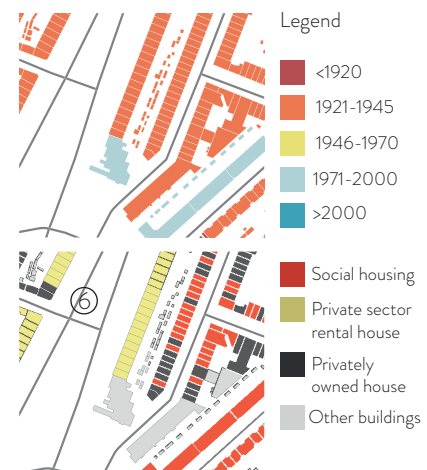 Legend
<1920
1921-1945
1946-1970
1971-2000
>2000
6
Social housing
Private sector
rental house
Privately
owned house
Other buildings